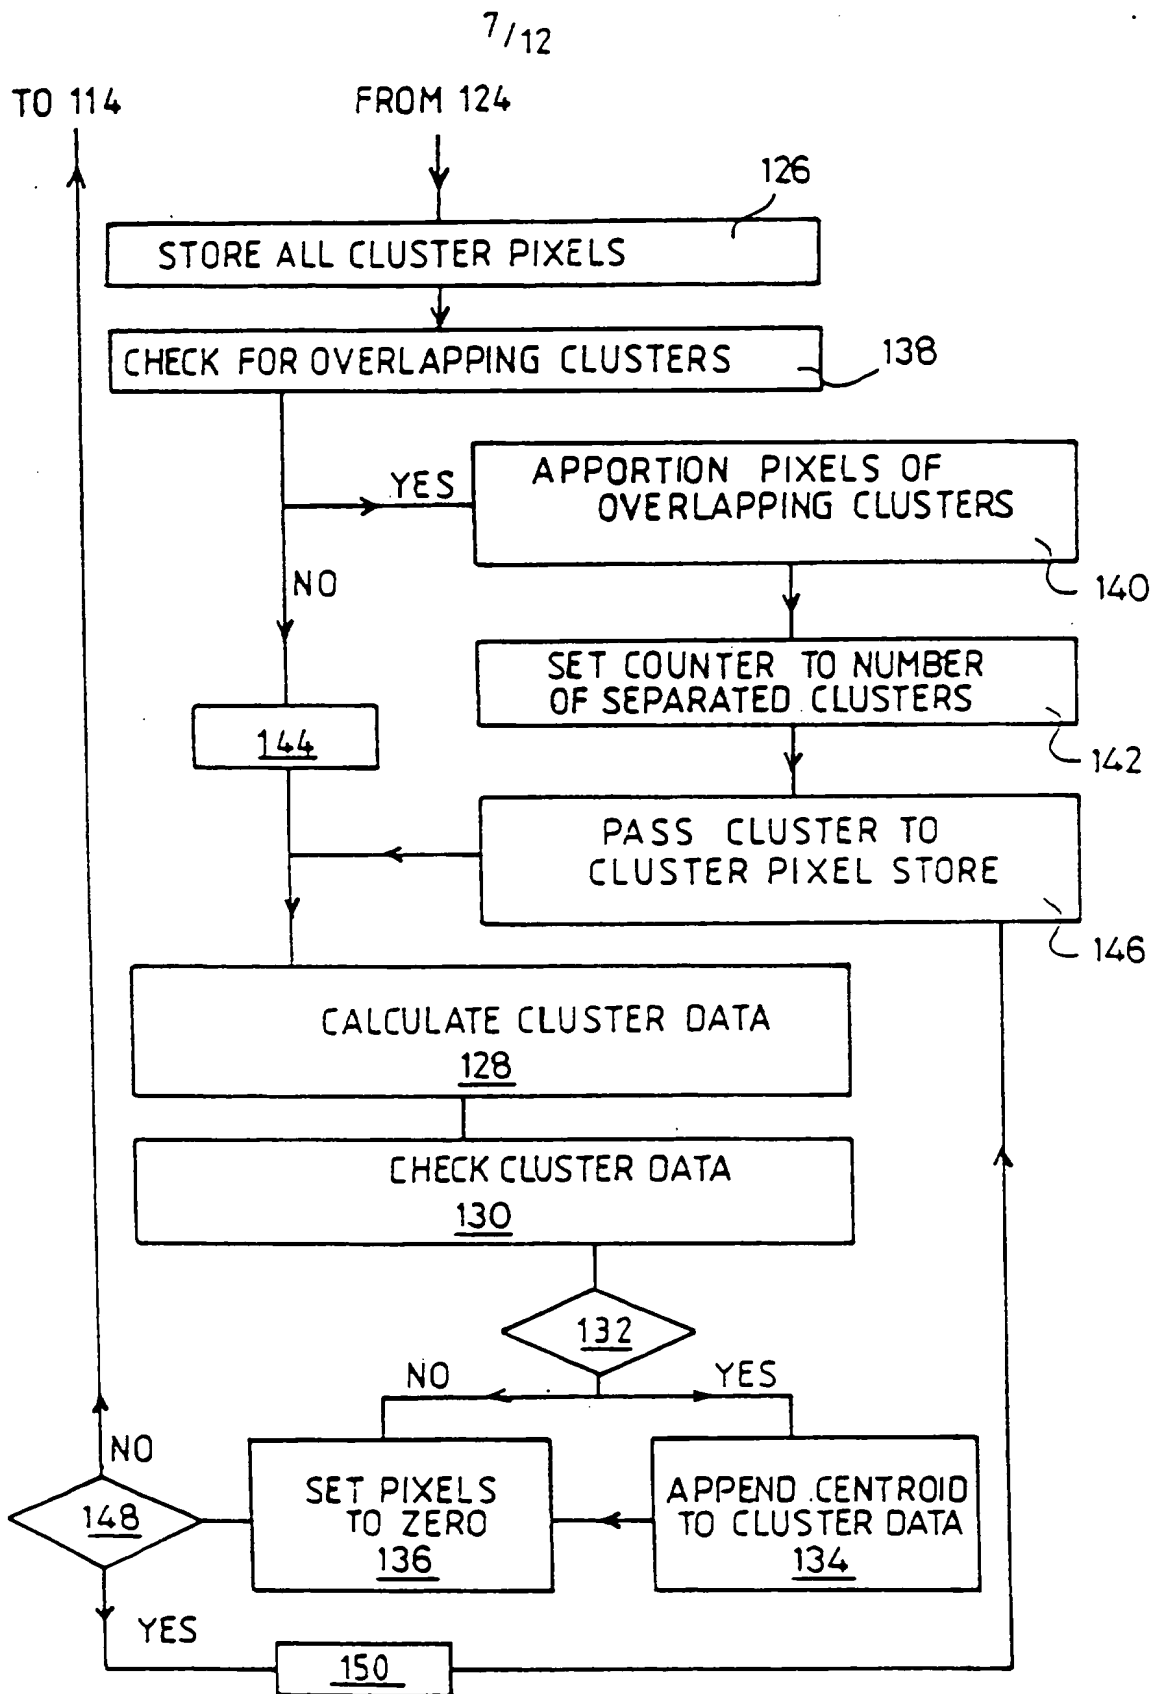 7/12
TO 114
FROM 124
126
STORE ALL CLUSTER PIXELS
CHECK FOR OVERLAPPING CLUSTERS
138
YES
APPORTION PIXELS OF
OVERLAPPING CLUSTERS
140
NO
SET COUNTER TO NUMBER
OF SEPARATED CLUSTERS
142
144
PASS CLUSTER TO
CLUSTER PIXEL STORE
146
CALCULATE CLUSTER DATA
128
CHECK CLUSTER DATA
130
132
NO
YES
NO
148
SET PIXELS
TO ZERO
136
APPEND CENTROID
TO CLUSTER DATA
134
YES
150